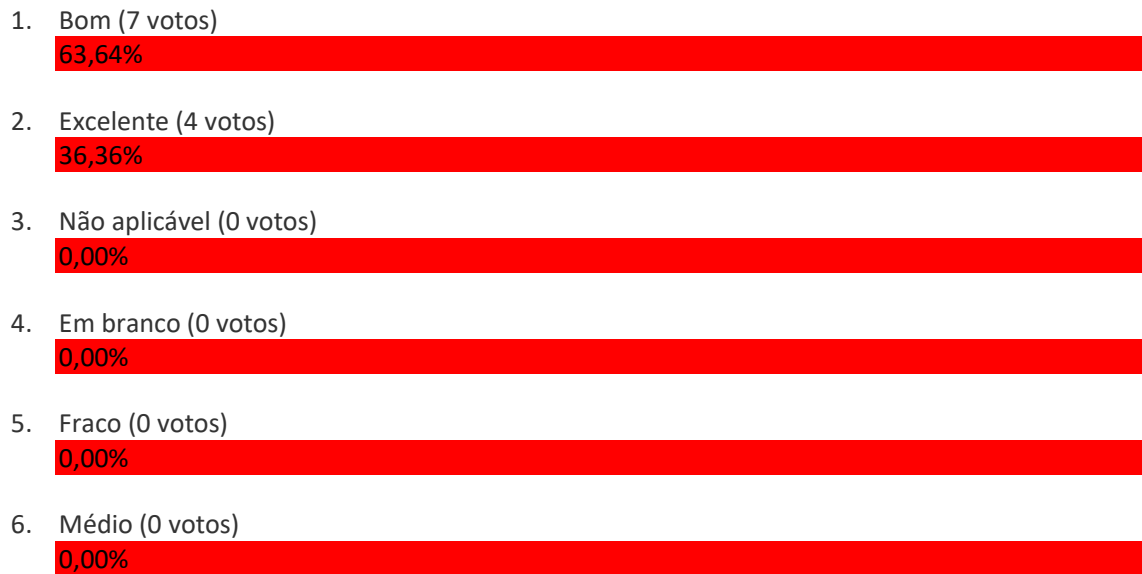 1. Bom (7 votos)
63,64%
2. Excelente (4 votos)
36,36%
3. Não aplicável (0 votos)
0,00%
4. Em branco (0 votos)
0,00%
5. Fraco (0 votos)
0,00%
6. Médio (0 votos)
0,00%